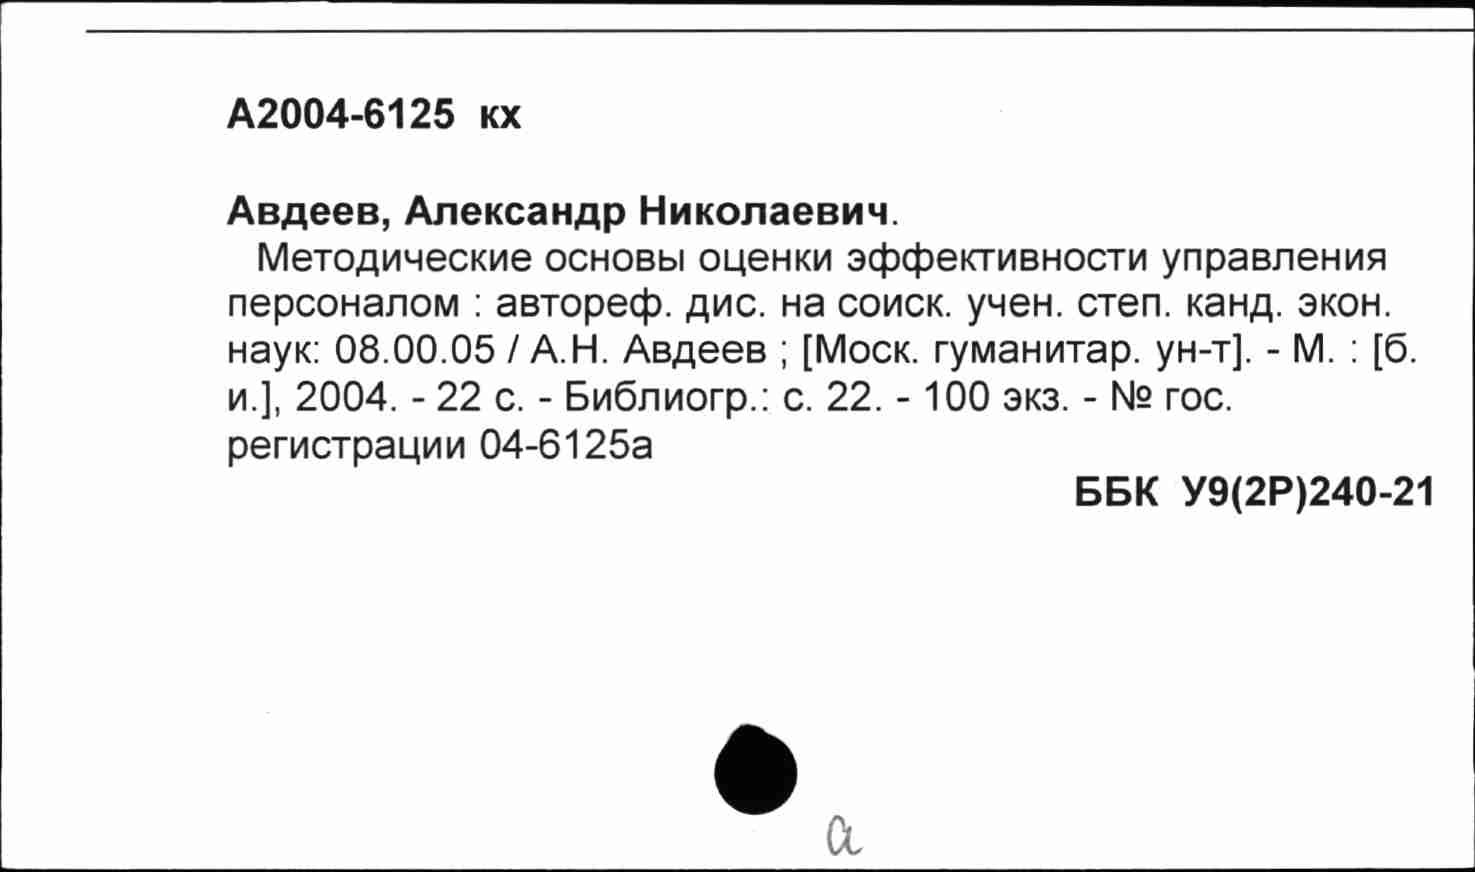 А2004-6125 кх
Авдеев, Александр Николаевич.
Методические основы оценки эффективности управления
персоналом : автореф. дис. на соиск. учен. степ. канд. экон.
наук: 08.00.05 / А.Н. Авдеев ; [Моск. гуманитар. ун-т]. - М. : [б.
и.], 2004. - 22 с. - Библиогр.: с. 22. - 100 экз. - № гос.
регистрации 04-6125а
ББК У9(2Р)240-21
а